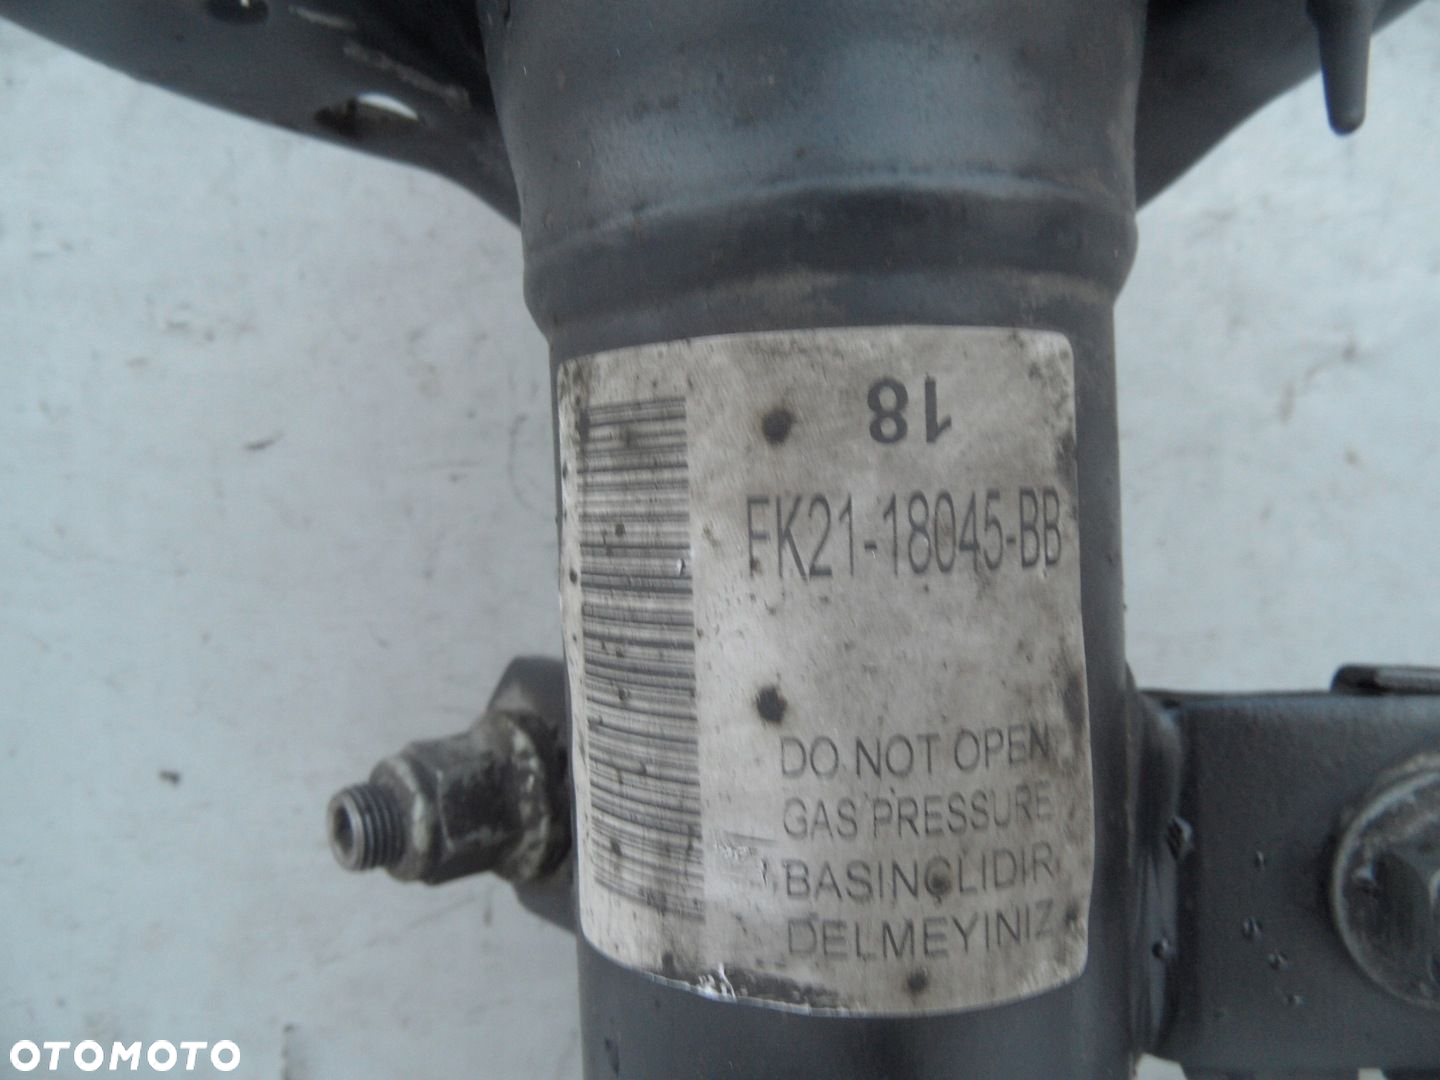 18
FK21-18045-BB
DO NOT OPEN
GAS PRESSURE
BASINÇLIDIR
DELMEYINIZ
OTOMOTO